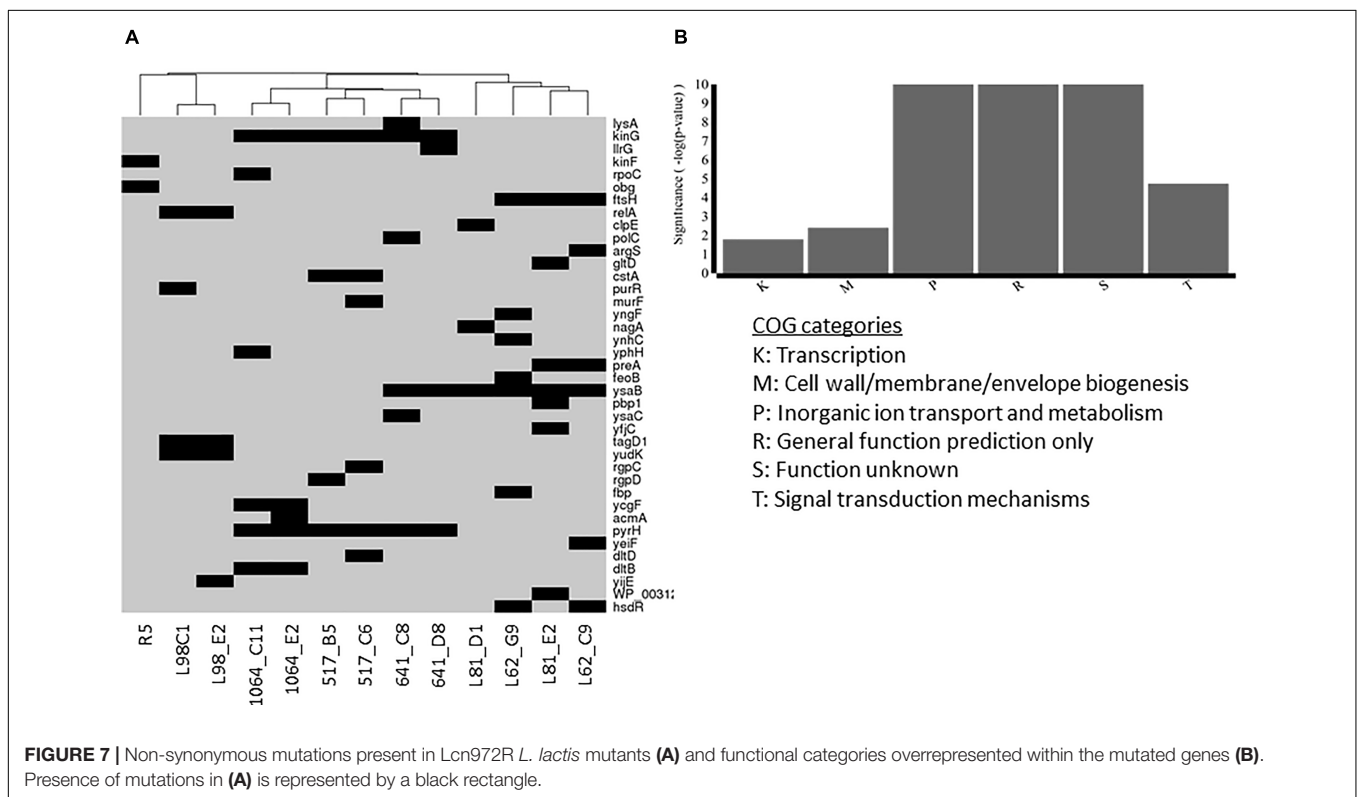 A
lysA
kinG
llrG
kinF
rpoC
obg
ftsH
relA
clpE
polC
argS
gltD
cstA
purR
murF
yngF
nagA
ynhC
yphH
preA
feoB
ysaB
pbp1
ysaC
yfjC
tagD1
yudK
rgpC
rgpD
fbp
ycgF
acmA
pyrH
yeiF
dltD
dltB
yijE
WP_00312
hsdR
R5
L98C1
L98_E2
1064_C11
1064_E2
517_B5
517_C6
641_C8
641_D8
L81_D1
L62_G9
L81_E2
L62_C9
B
Significance ( -log(p-value) )
10
9
8
7
6
5
4
3
2
1
0
K
M
P
R
S
T
COG categories
K: Transcription
M: Cell wall/membrane/envelope biogenesis
P: Inorganic ion transport and metabolism
R: General function prediction only
S: Function unknown
T: Signal transduction mechanisms
FIGURE 7 | Non-synonymous mutations present in Lcn972R L. lactis mutants (A) and functional categories overrepresented within the mutated genes (B).
Presence of mutations in (A) is represented by a black rectangle.